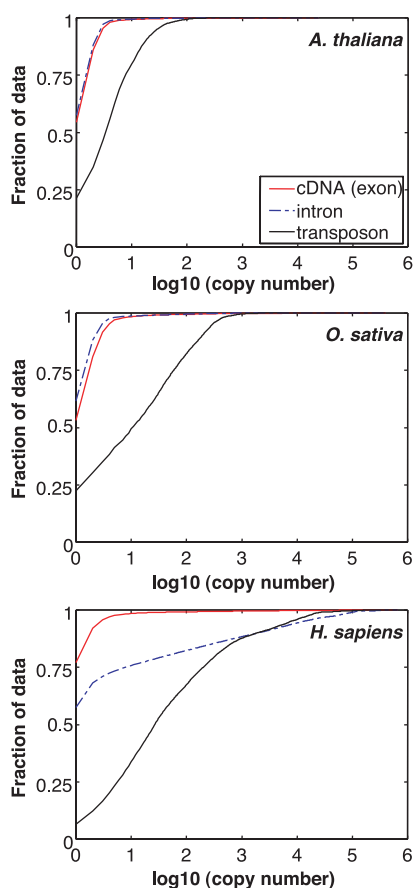 A. thaliana
Fraction of data
1
0.75
0.5
0.25
0
cDNA (exon)
intron
transposon
0 1 2 3 4 5 6
log10 (copy number)
O. sativa
Fraction of data
1
0.75
0.5
0.25
0
0 1 2 3 4 5 6
log10 (copy number)
H. sapiens
Fraction of data
1
0.75
0.5
0.25
0
0 1 2 3 4 5 6
log10 (copy number)